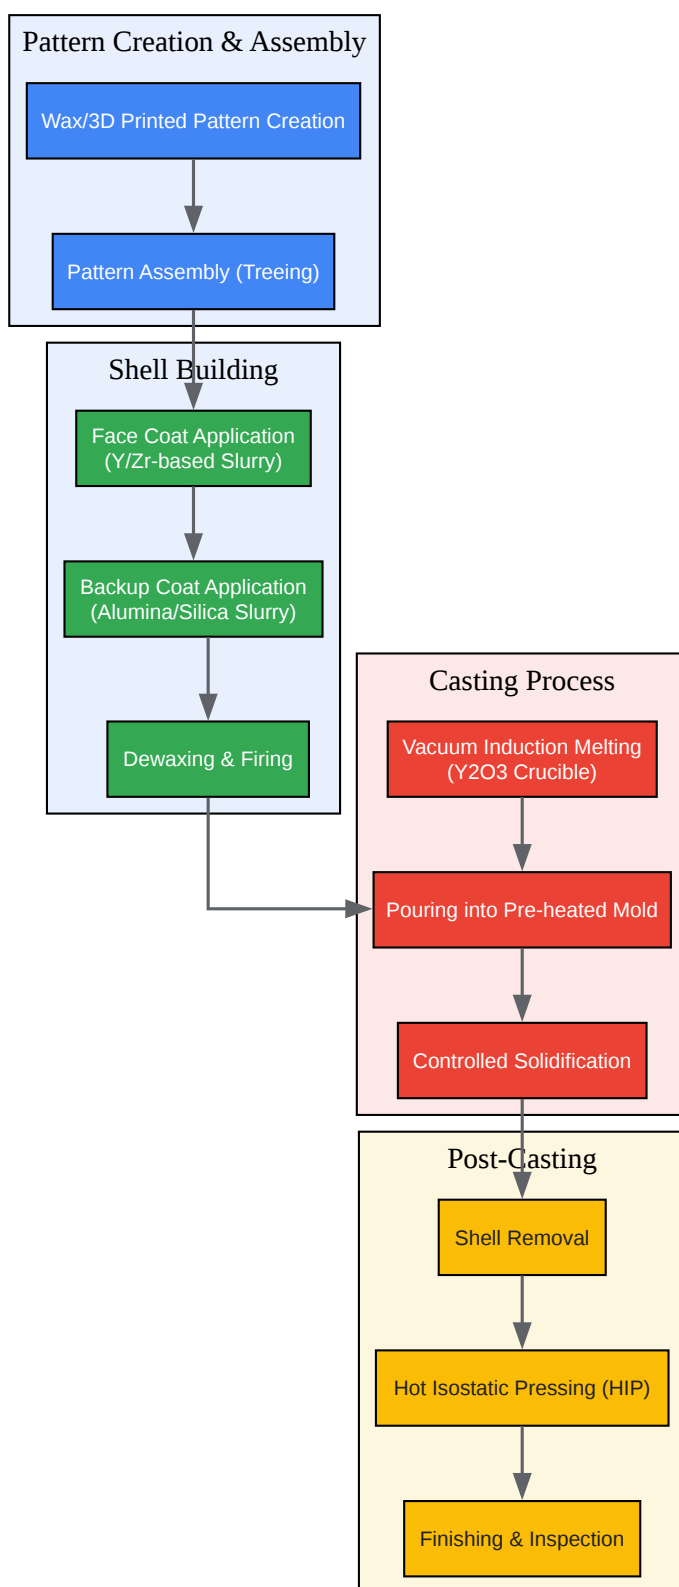 Pattern Creation & Assembly
Wax/3D Printed Pattern Creation
Pattern Assembly (Treeing)
Shell Building
Face Coat Application
(Y/Zr-based Slurry)
Backup Coat Application
(Alumina/Silica Slurry)
Dewaxing & Firing
Casting Process
Vacuum Induction Melting
(Y2O3 Crucible)
Pouring into Pre-heated Mold
Controlled Solidification
Post-Casting
Shell Removal
Hot Isostatic Pressing (HIP)
Finishing & Inspection